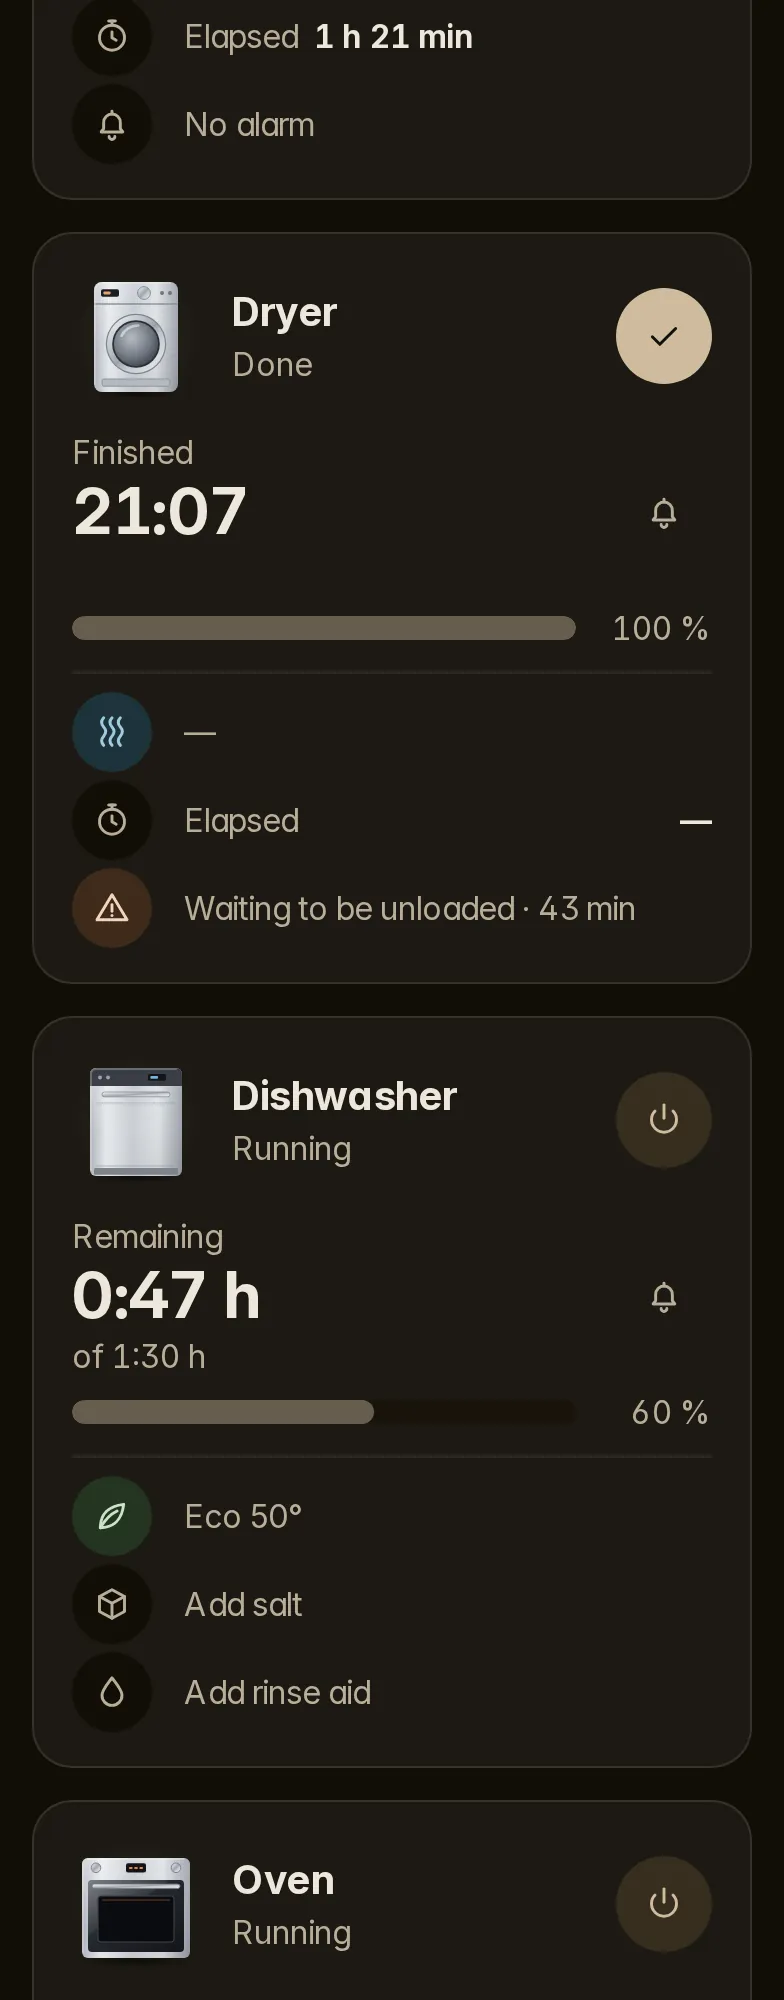 Elapsed 1 h 21 min
No alarm
Dryer
Done
Finished
21:07
100 %
—
Elapsed —
Waiting to be unloaded · 43 min
Dishwasher
Running
Remaining
0:47 h
of 1:30 h
60 %
Eco 50°
Add salt
Add rinse aid
Oven
Running